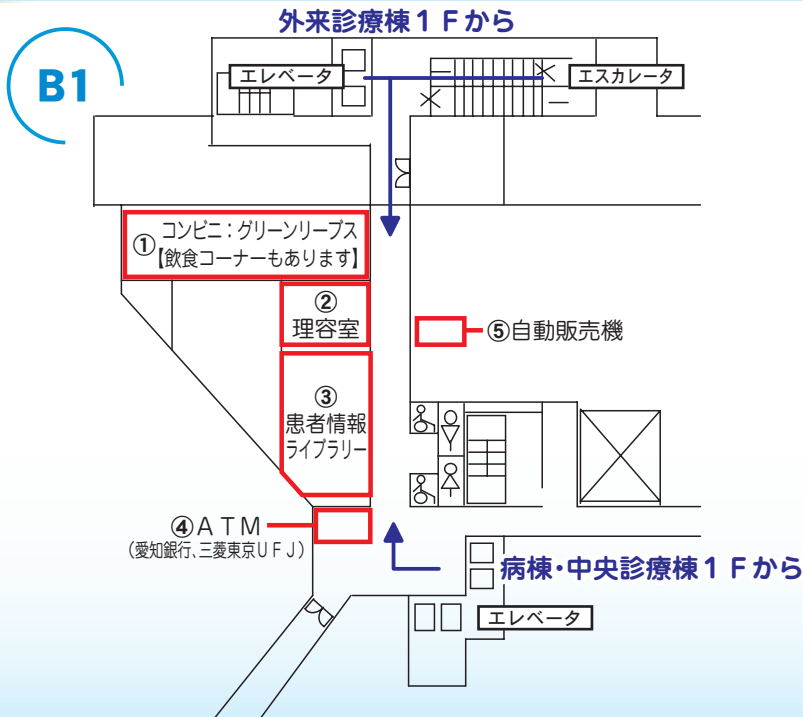 外来診療棟１Ｆから
B1
エレベータ
エスカレータ
① コンビニ：グリーンリーブス
【飲食コーナーもあります】
②
理容室
⑤自動販売機
③
患者情報
ライブラリー
④ＡＴＭ
（愛知銀行、三菱東京ＵＦＪ）
病棟・中央診療棟１Ｆから
エレベータ